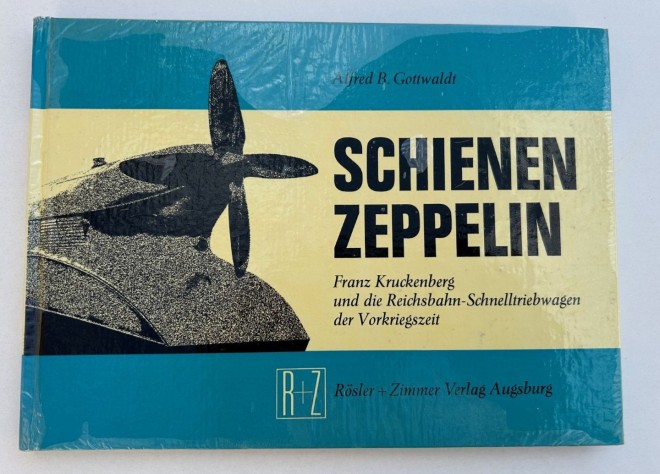 Alfred B. Gottwaldt
SCHIENEN
ZEPPELIN
Franz Kruckenberg
und die Reichsbahn-Schnelltriebwagen
der Vorkriegszeit
R+Z Rösler + Zimmer Verlag Augsburg